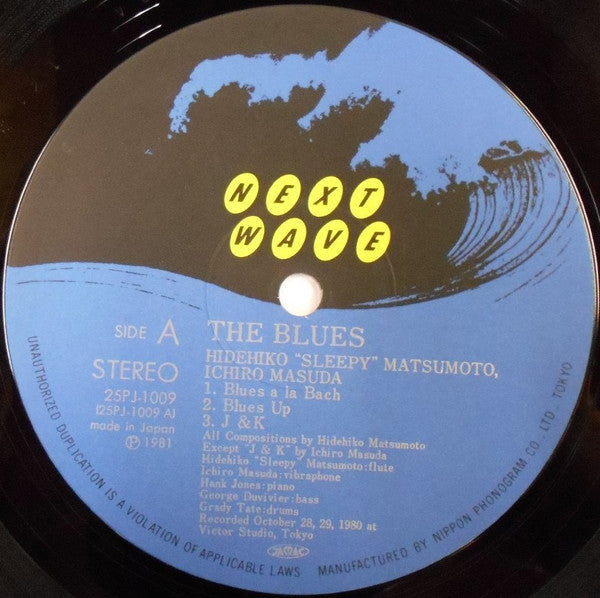 NEXT
WAVE
SIDE A
STEREO
25PJ-1009
(25PJ-1009 A)
made in Japan
Ⓟ 1981
THE BLUES
HIDEHIKO "SLEEPY" MATSUMOTO,
ICHIRO MASUDA
1. Blues a la Bach
2. Blues Up
3. J & K
All Compositions by Hidehiko Matsumoto
Except "J & K" by Ichiro Masuda
Hidehiko "Sleepy" Matsumoto:flute
Ichiro Masuda:vibraphone
Hank Jones:piano
George Duvivier:bass
Grady Tate:drums
Recorded October 28, 29, 1980 at
Victor Studio, Tokyo
JASRAC
UNAUTHORIZED DUPLICATION IS A VIOLATION OF APPLICABLE LAWS
MANUFACTURED BY NIPPON PHONOGRAM CO., LTD. TOKYO